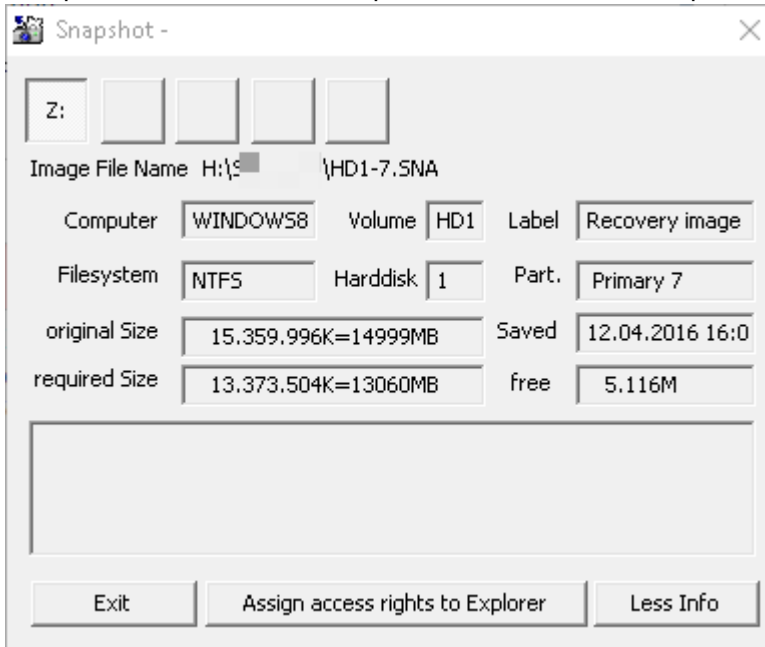 Snapshot -
Z:
Image File Name H:\S \HD1-7.SNA
Computer WINDOWS8 Volume HD1 Label Recovery image
Filesystem NTFS Harddisk 1 Part. Primary 7
original Size 15.359.996K=14999MB Saved 12.04.2016 16:0
required Size 13.373.504K=13060MB free 5.116M
Exit Assign access rights to Explorer Less Info